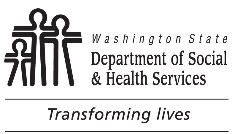 Washington State
Department of Social
& Health Services
Transforming lives